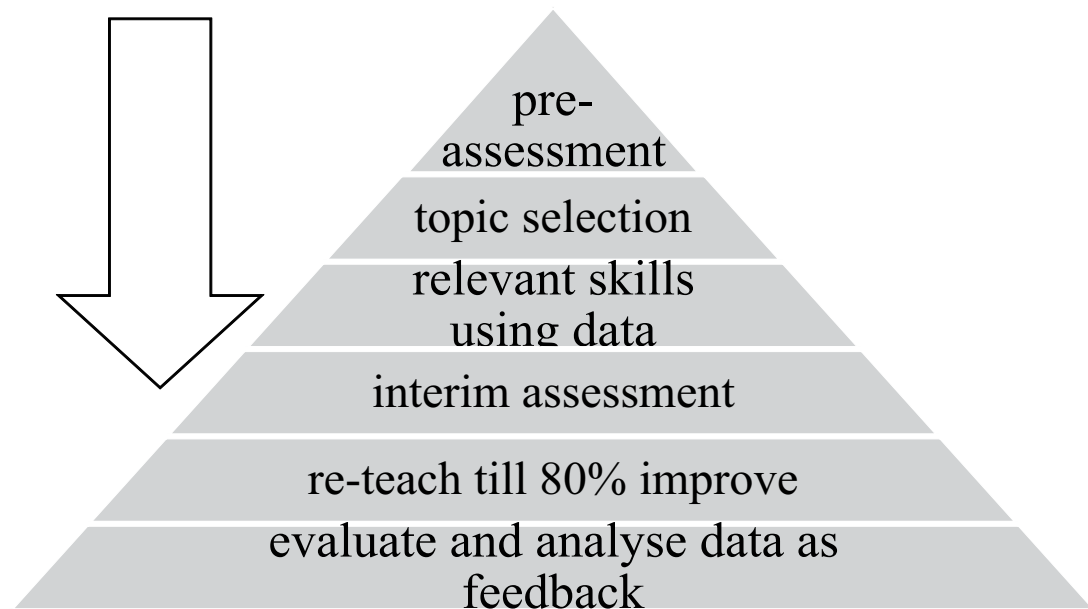 pre-
assessment
topic selection
relevant skills
using data
interim assessment
re-teach till 80% improve
evaluate and analyse data as
feedback